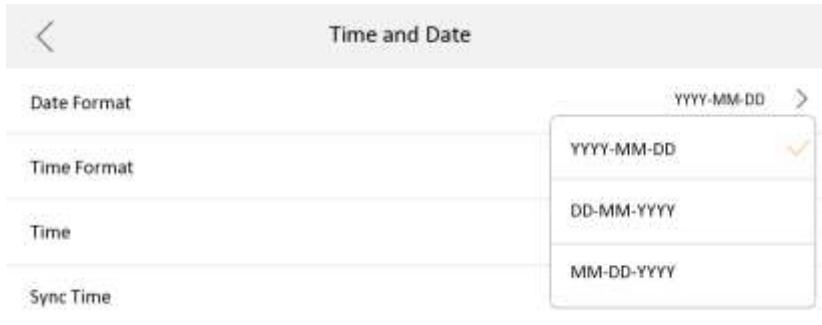 Time and Date
Date Format YYYY-MM-DD
YYYY-MM-DD
Time Format
DD-MM-YYYY
Time
MM-DD-YYYY
Sync Time